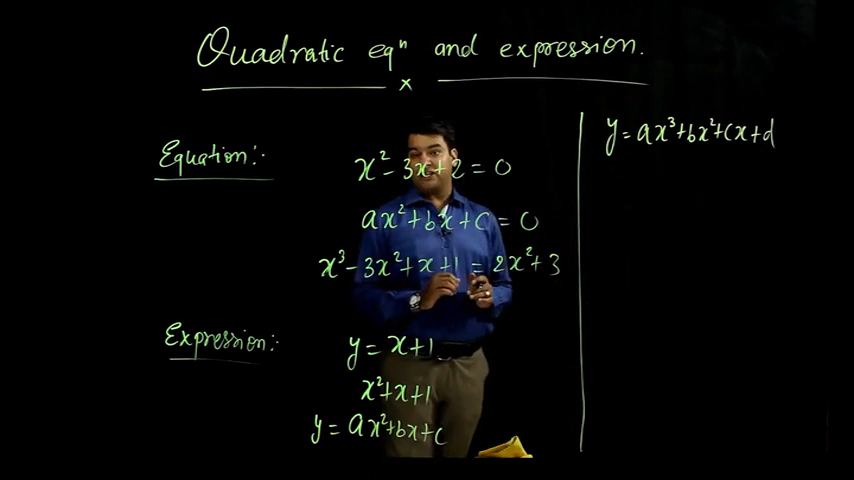 Quadratic eqⁿ and expression.
x
Equation:-
x² - 3x + 2 = 0
ax² + bx + c = 0
x³ - 3x² + x + 1 = 2x² + 3
Expression:-
y = x + 1
x² + x + 1
y = ax² + bx + c
y = ax³ + bx² + cx + d